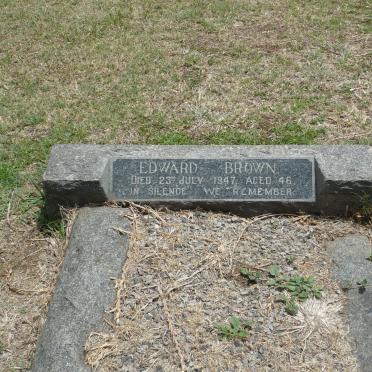 EDWARD BROWN
DIED 23RD JULY 1947. AGED 46.
IN SILENCE WE REMEMBER.